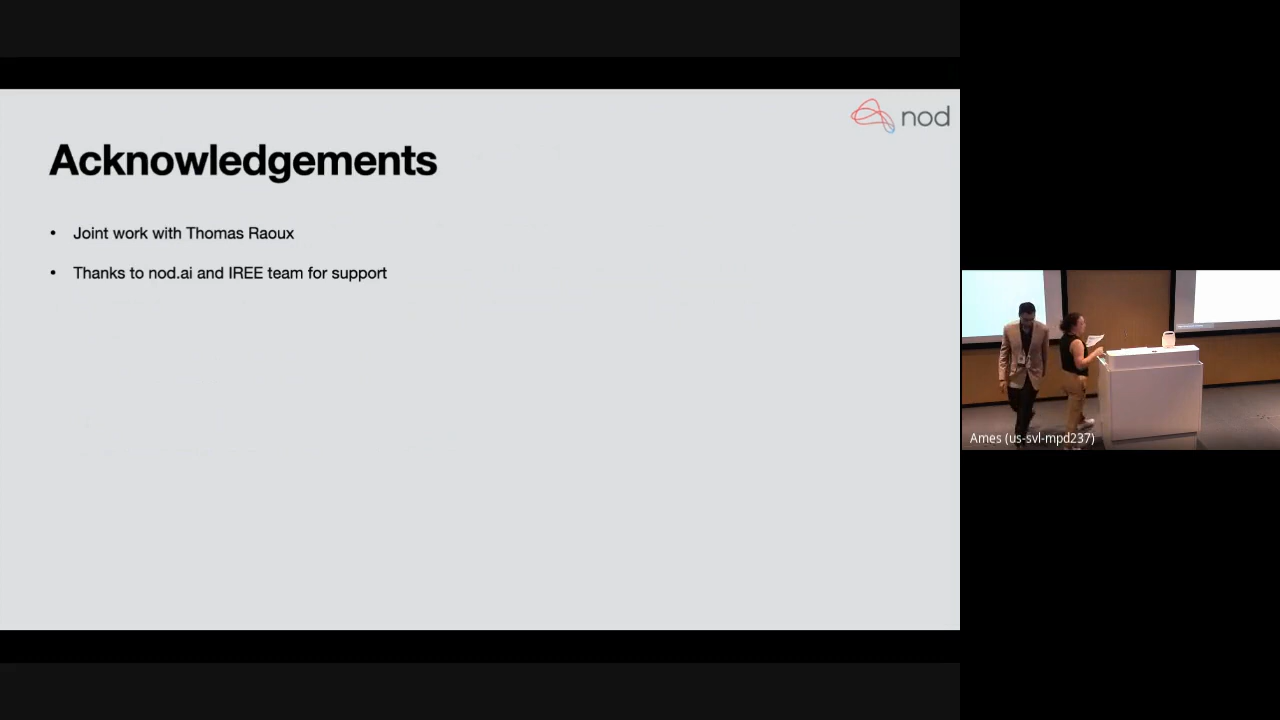 nod
Acknowledgements
• Joint work with Thomas Raoux
• Thanks to nod.ai and IREE team for support
Ames (us-svl-mpd237)